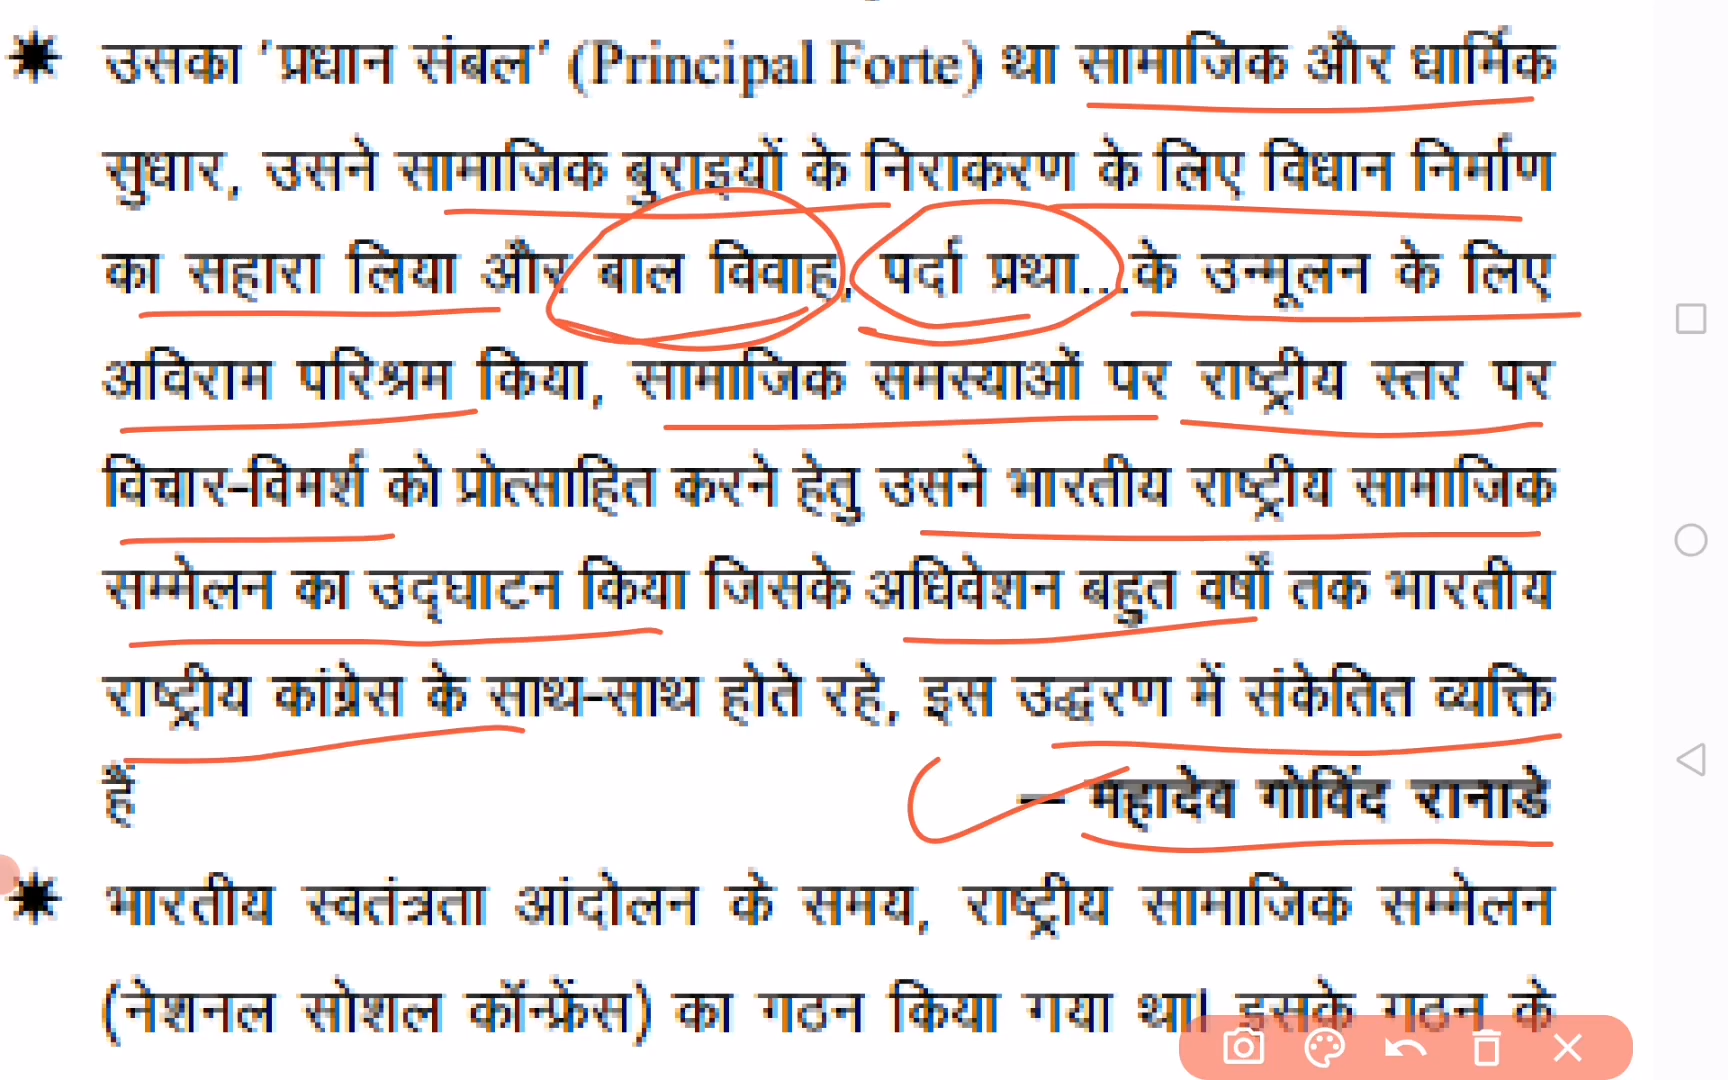 ✷ उसका ‘प्रधान संबल’ (Principal Forte) था सामाजिक और धार्मिक
सुधार, उसने सामाजिक बुराइयों के निराकरण के लिए विधान निर्माण
का सहारा लिया और बाल विवाह, पर्दा प्रथा...के उन्मूलन के लिए
अविराम परिश्रम किया, सामाजिक समस्याओं पर राष्ट्रीय स्तर पर
विचार-विमर्श को प्रोत्साहित करने हेतु उसने भारतीय राष्ट्रीय सामाजिक
सम्मेलन का उद्‌घाटन किया जिसके अधिवेशन बहुत वर्षों तक भारतीय
राष्ट्रीय कांग्रेस के साथ-साथ होते रहे, इस उद्धरण में संकेतित व्यक्ति
हैं — महादेव गोविंद रानाडे
✷ भारतीय स्वतंत्रता आंदोलन के समय, राष्ट्रीय सामाजिक सम्मेलन
(नेशनल सोशल कॉन्फ्रेंस) का गठन किया गया था। इसके गठन के